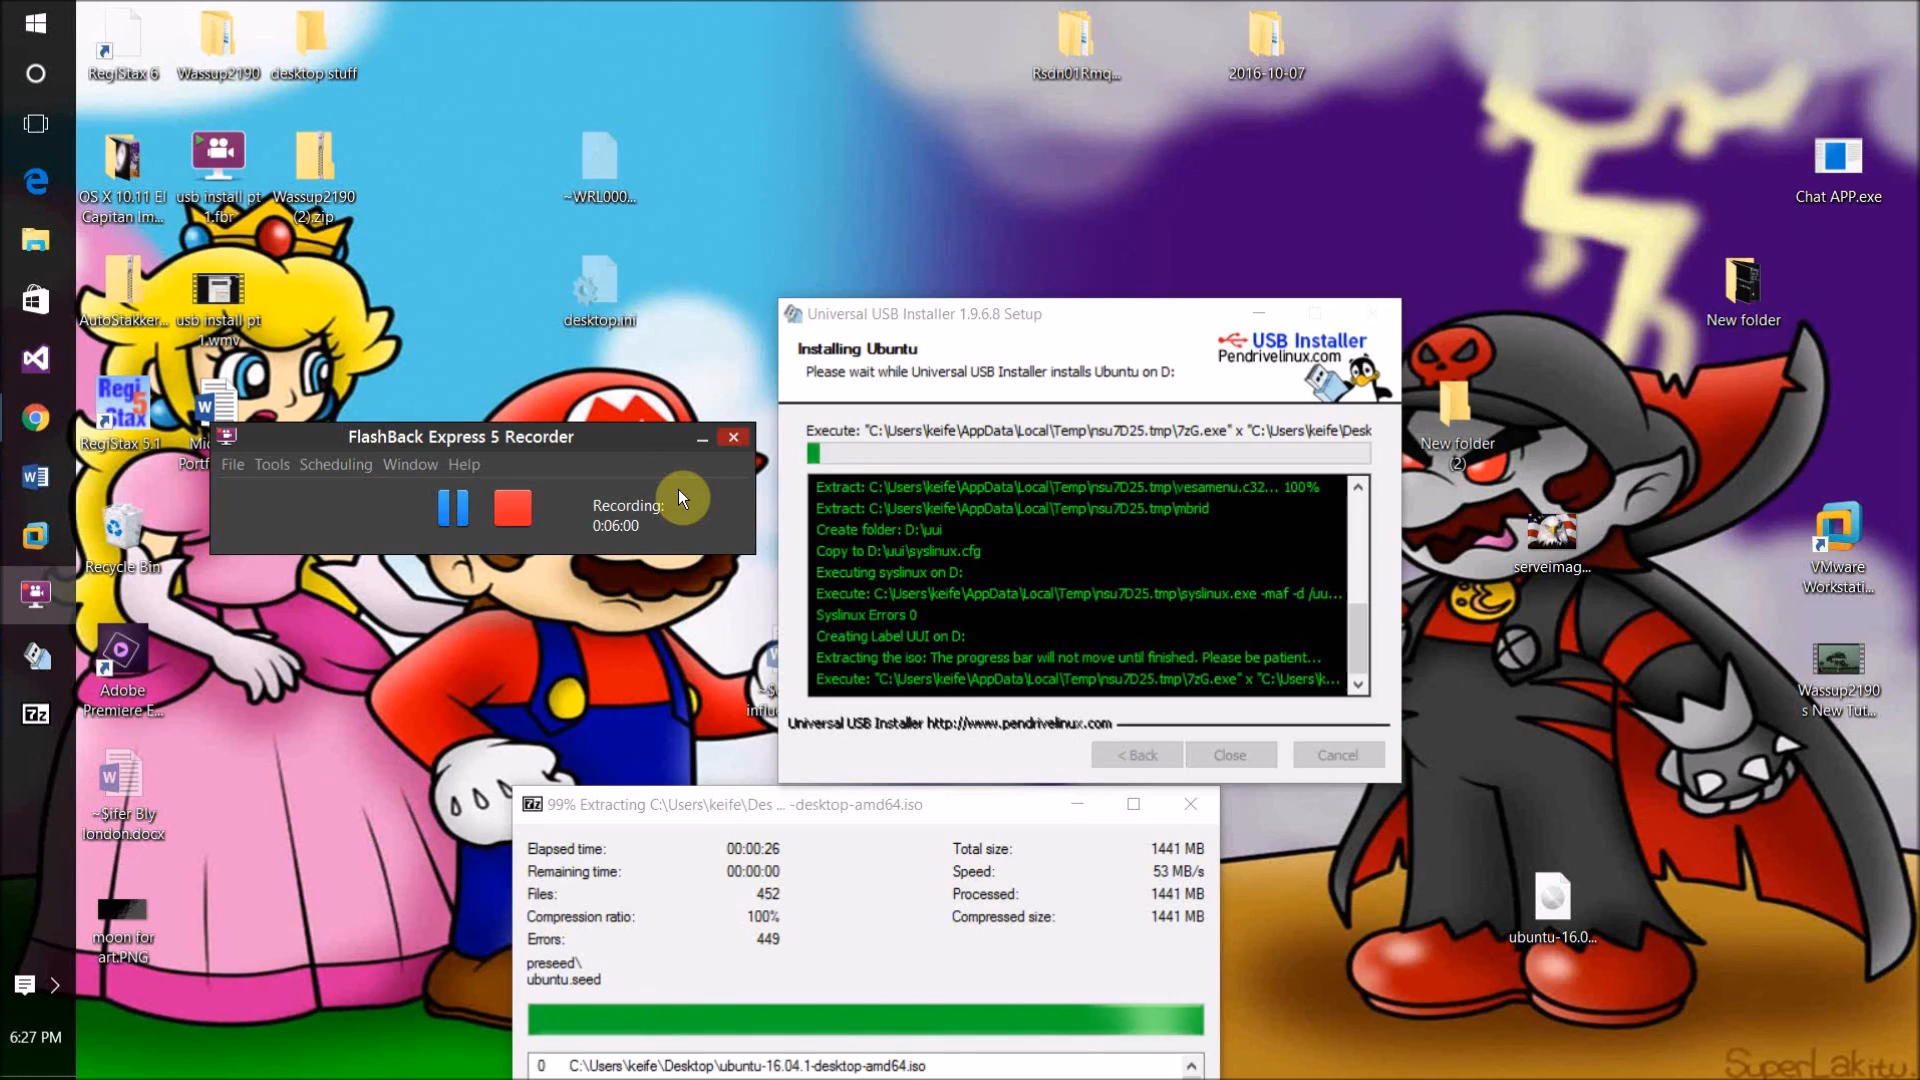 RegiStax 6
Wassup2190
desktop stuff
Rsdn01Rmq...
2016-10-07
OS X 10.11 El
Capitan Im...
usb install pt
1.fbr
Wassup2190
(2).zip
~WRL000...
Chat APP.exe
AutoStakker...
usb install pt
1.wmv
desktop.ini
New folder
Regi
Stax
5
RegiStax 5.1
New folder
(2)
Recycle Bin
serveimag...
VMware
Workstati...
Adobe
Premiere E...
Wassup2190
s New Tut...
~$ifer Bly
london.docx
moon for
art.PNG
ubuntu-16.0...
7z
6:27 PM
FlashBack Express 5 Recorder
File Tools Scheduling Window Help
Recording:
0:06:00
Universal USB Installer 1.9.6.8 Setup
Installing Ubuntu
Please wait while Universal USB Installer installs Ubuntu on D:
USB Installer
Pendrivelinux.com
Execute: "C:\Users\keife\AppData\Local\Temp\nsu7D25.tmp\7zG.exe" x "C:\Users\keife\Desk
Extract: C:\Users\keife\AppData\Local\Temp\nsu7D25.tmp\vesamenu.c32... 100%
Extract: C:\Users\keife\AppData\Local\Temp\nsu7D25.tmp\mbrid
Create folder: D:\uui
Copy to D:\uui\syslinux.cfg
Executing syslinux on D:
Execute: C:\Users\keife\AppData\Local\Temp\nsu7D25.tmp\syslinux.exe -maf -d /uu...
Syslinux Errors 0
Creating Label UUI on D:
Extracting the iso: The progress bar will not move until finished. Please be patient...
Execute: "C:\Users\keife\AppData\Local\Temp\nsu7D25.tmp\7zG.exe" x "C:\Users\k...
Universal USB Installer http://www.pendrivelinux.com
< Back Close Cancel
7z 99% Extracting C:\Users\keife\Des ... -desktop-amd64.iso
Elapsed time: 00:00:26 Total size: 1441 MB
Remaining time: 00:00:00 Speed: 53 MB/s
Files: 452 Processed: 1441 MB
Compression ratio: 100% Compressed size: 1441 MB
Errors: 449
preseed\
ubuntu.seed
0 C:\Users\keife\Desktop\ubuntu-16.04.1-desktop-amd64.iso
SuperLakitu.